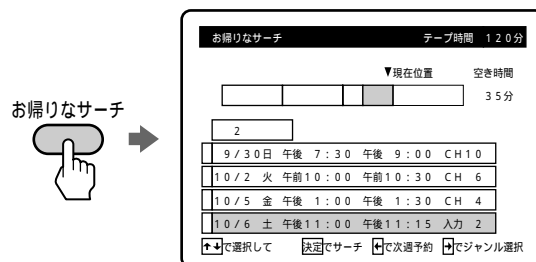 お帰りなサーチ
お帰りなサーチ テープ時間 120分
▼現在位置 空き時間
35分
2
9/30日 午後 7:30 午後 9:00 CH10
10/2 火 午前10:00 午前10:30 CH 6
10/5 金 午後 1:00 午後 1:30 CH 4
10/6 土 午後11:00 午後11:15 入力 2
↑↓で選択して 決定でサーチ ←で次週予約 →でジャンル選択